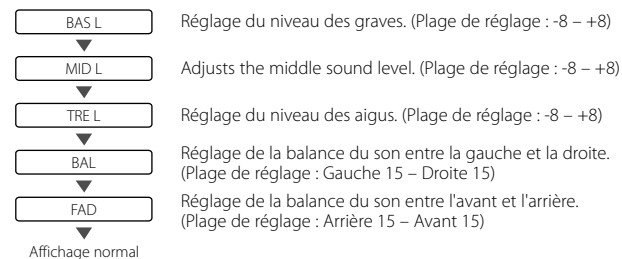 BAS L Réglage du niveau des graves. (Plage de réglage : -8 – +8)
MID L Adjusts the middle sound level. (Plage de réglage : -8 – +8)
TRE L Réglage du niveau des aigus. (Plage de réglage : -8 – +8)
BAL Réglage de la balance du son entre la gauche et la droite.
(Plage de réglage : Gauche 15 – Droite 15)
FAD Réglage de la balance du son entre l'avant et l'arrière.
(Plage de réglage : Arrière 15 – Avant 15)
Affichage normal